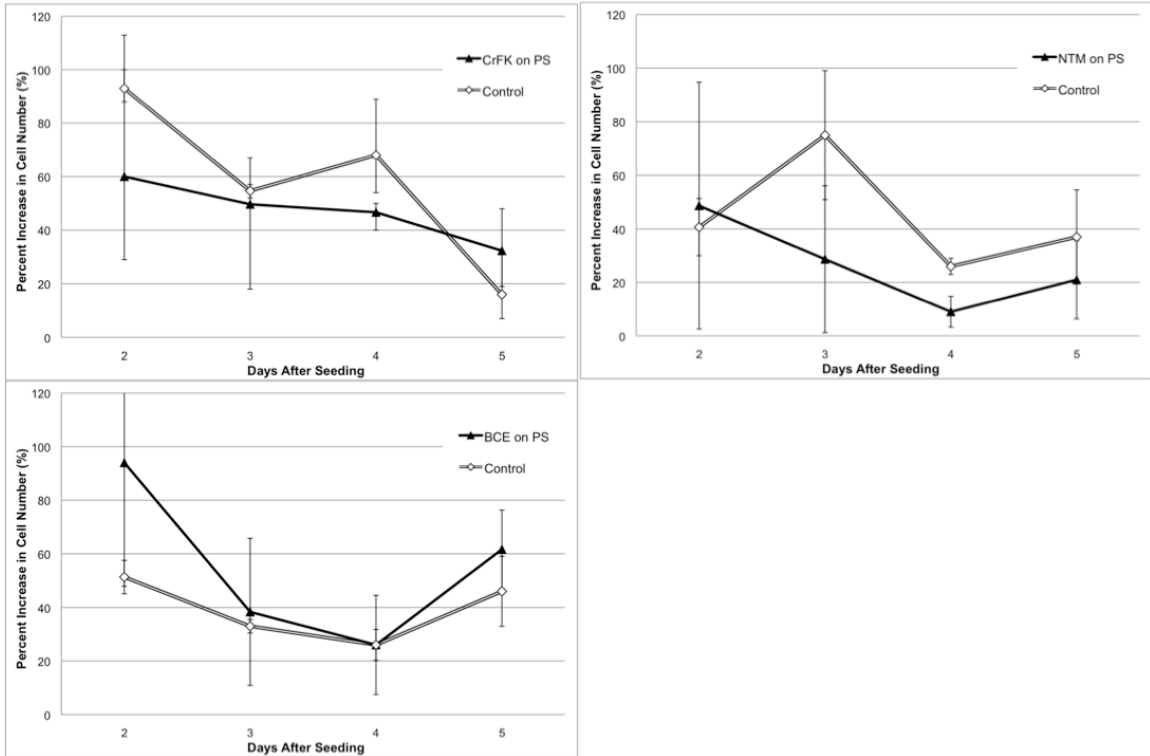 120
100
80
60
40
20
0
Percent Increase in Cell Number (%)
CrFK on PS
Control
2 3 4 5
Days After Seeding
120
100
80
60
40
20
0
Percent Increase in Cell Number (%)
NTM on PS
Control
2 3 4 5
Days After Seeding
120
100
80
60
40
20
0
Percent Increase in Cell Number (%)
BCE on PS
Control
2 3 4 5
Days After Seeding